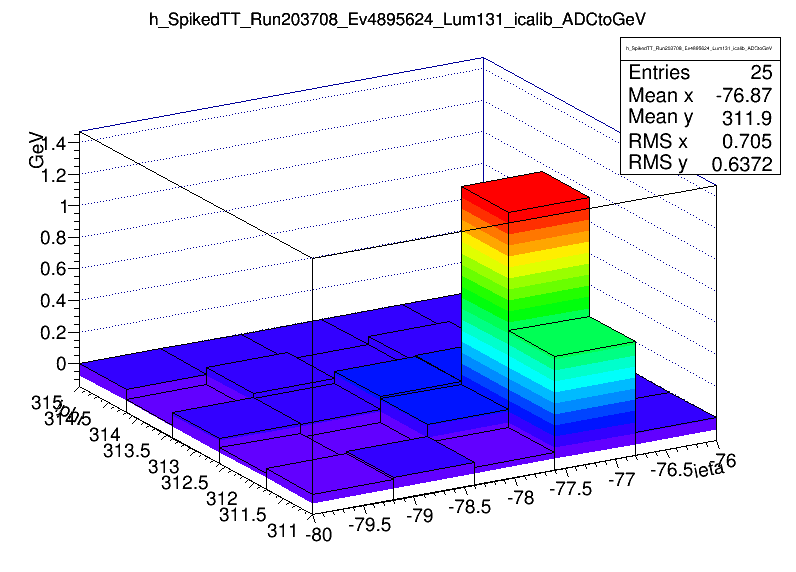 h_SpikedTT_Run203708_Ev4895624_Lum131_icalib_ADCtoGeV
h_SpikedTT_Run203708_Ev4895624_Lum131_icalib_ADCtoGeV
Entries 25
Mean x -76.87
Mean y 311.9
RMS x 0.705
RMS y 0.6372
GeV
1.4
1.2
1
0.8
0.6
0.4
0.2
0
315
314.5
314
313.5
313
312.5
312
311.5
311
-80
-79.5
-79
-78.5
-78
-77.5
-77
-76.5
-76
ieta